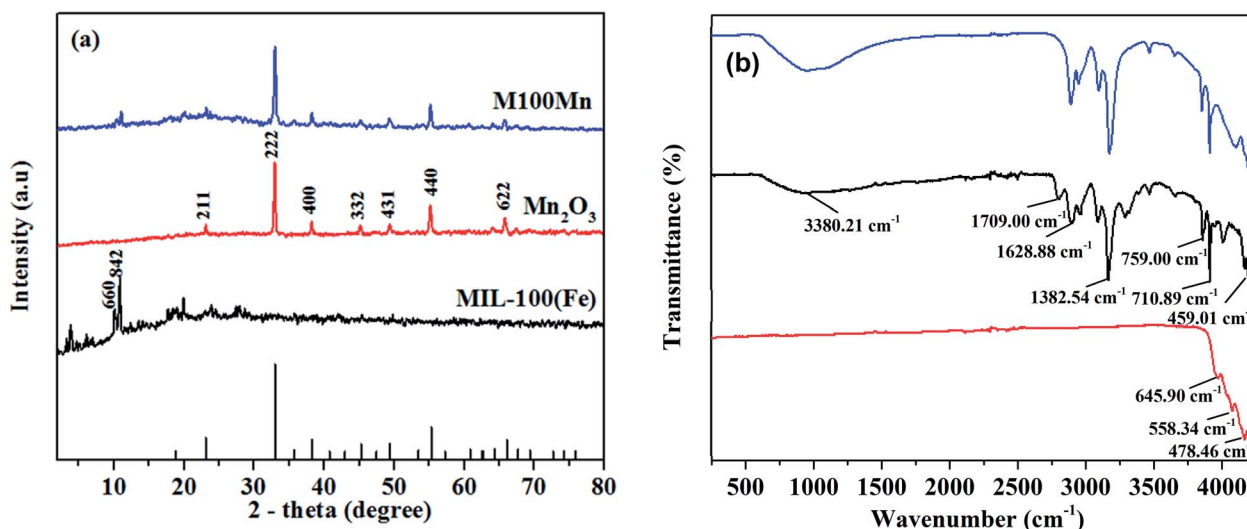 (a)
M100Mn
222
Mn₂O₃
211
400
332
431
440
622
MIL-100(Fe)
660
842
Intensity (a.u)
10 20 30 40 50 60 70 80
2 - theta (degree)
(b)
3380.21 cm⁻¹
1709.00 cm⁻¹
1628.88 cm⁻¹
1382.54 cm⁻¹
759.00 cm⁻¹
710.89 cm⁻¹
459.01 cm⁻
645.90 cm⁻¹
558.34 cm⁻¹
478.46 cm⁻
Transmittance (%)
500 1000 1500 2000 2500 3000 3500 4000
Wavenumber (cm⁻¹)